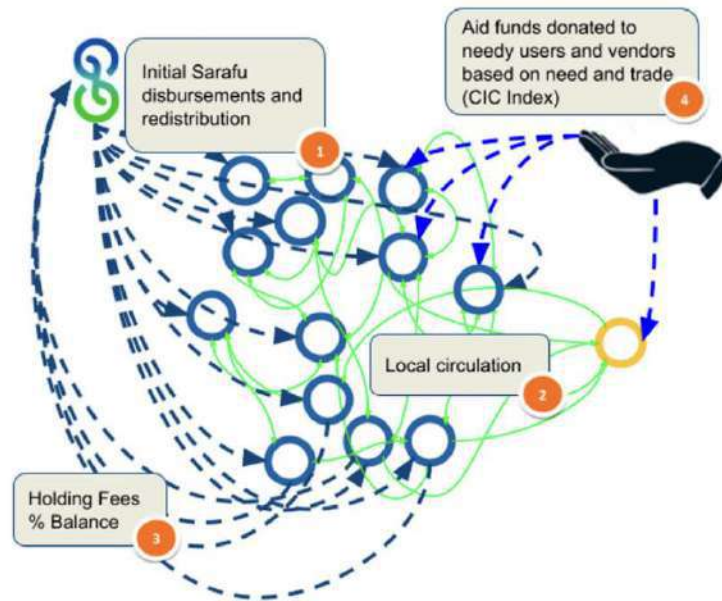 Initial Sarafu
disbursements and
redistribution
1
Aid funds donated to
needy users and vendors
based on need and trade
(CIC Index)
4
Local circulation
2
Holding Fees
% Balance
3